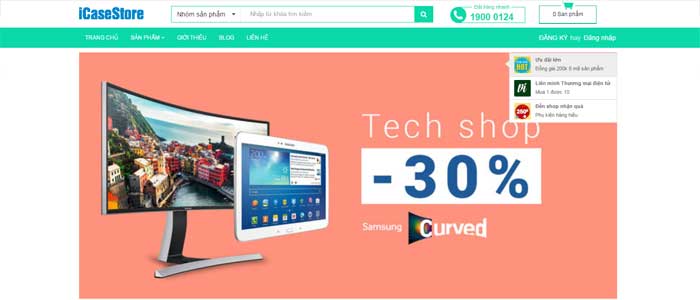 iCaseStore
Nhóm sản phẩm
Nhập từ khóa tìm kiếm
Đặt hàng nhanh
1900 0124
0 Sản phẩm
TRANG CHỦ SẢN PHẨM GIỚI THIỆU BLOG LIÊN HỆ
ĐĂNG KÝ hay Đăng nhập
Ưu đãi lớn
Đồng giá 200k 5 mã sản phẩm
Liên minh Thương mại điện tử
Mua 1 được 10
Đến shop nhận quà
Phụ kiện hàng hiệu
HOT
Vi
250K
Tech shop
-30%
Samsung Curved